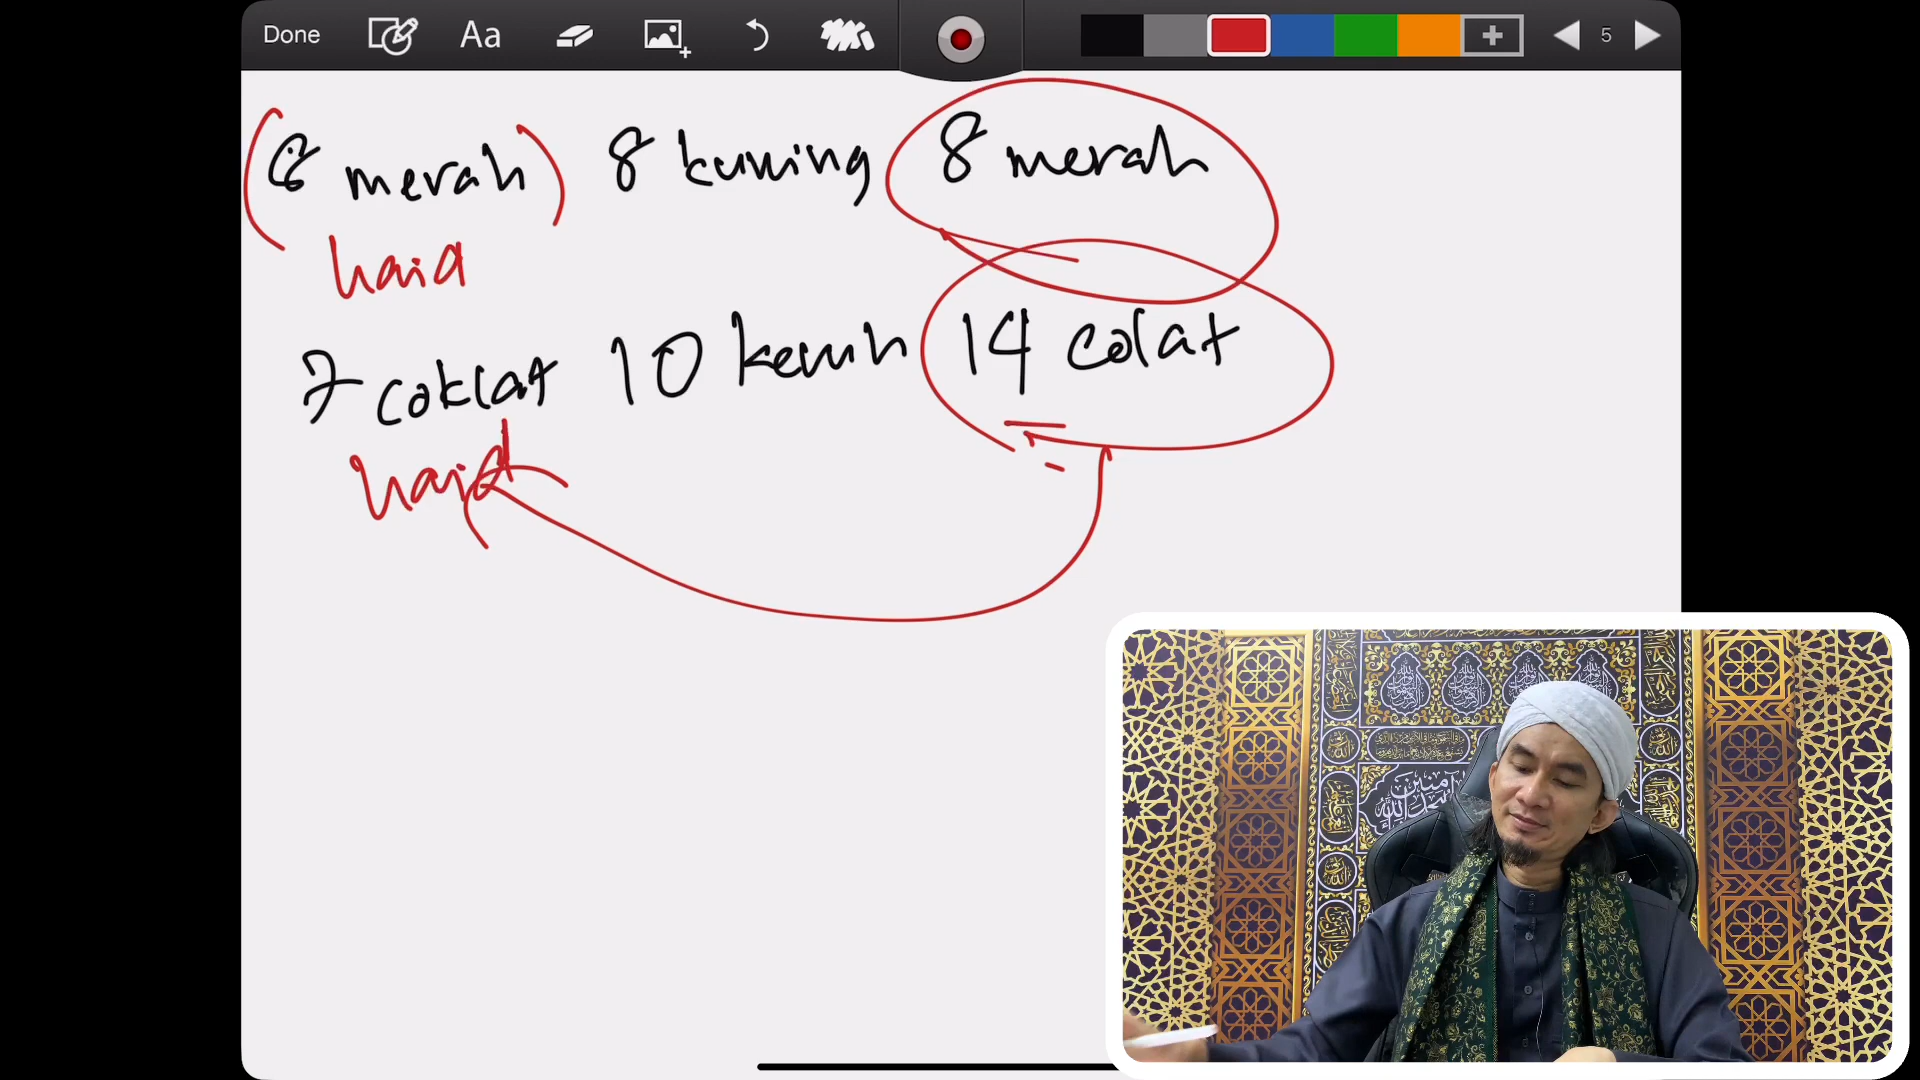 Done Aa 5
8 merah 8 kuning 8 merah
haid
7 coklat 10 keruh 14 colat
haid